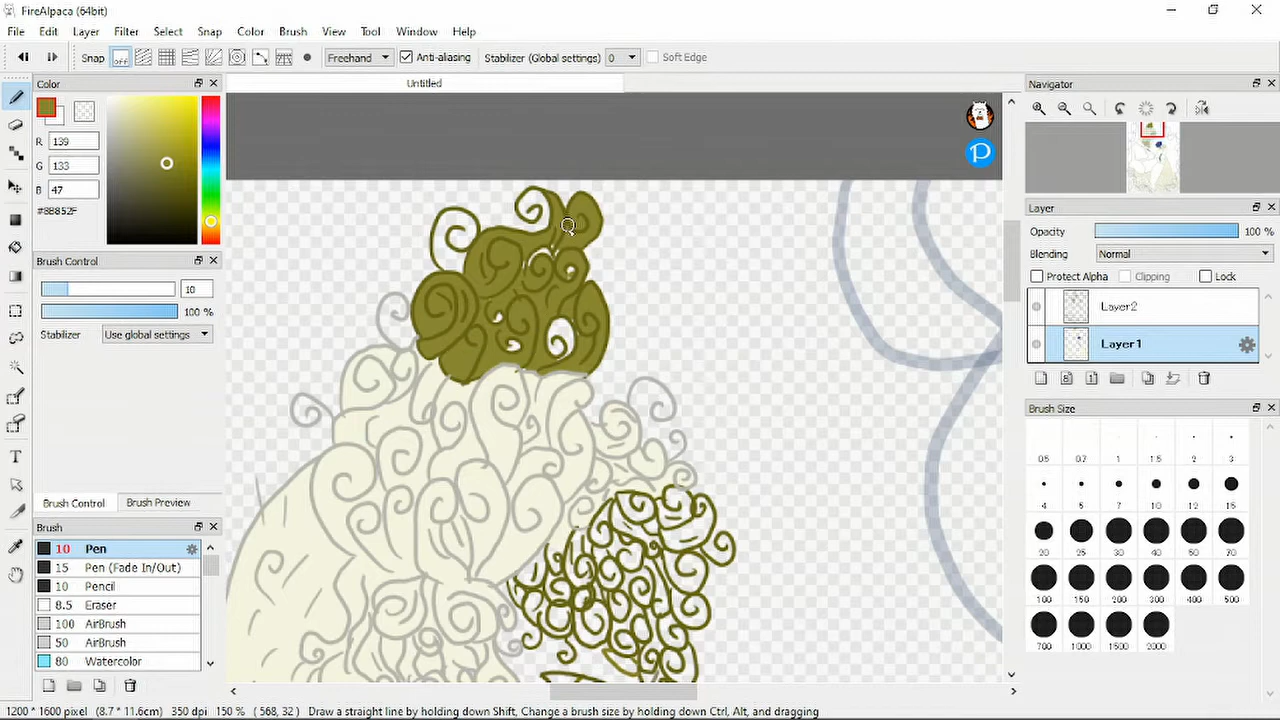 FireAlpaca (64bit)
File Edit Layer Filter Select Snap Color Brush View Tool Window Help
Snap OFF Freehand Anti-aliasing Stabilizer (Global settings) 0 Soft Edge
Color
Untitled
Navigator
R 139
G 133
B 47
#8B852F
P
Layer
Opacity 100 %
Blending Normal
Protect Alpha Clipping Lock
Layer2
Layer1
Brush Control
10
100 %
Stabilizer Use global settings
Brush Size
0.5 0.7 1 1.5 2 3
4 5 7 10 12 15
20 25 30 40 50 70
100 150 200 300 400 500
700 1000 1500 2000
Brush Control Brush Preview
Brush
10 Pen
15 Pen (Fade In/Out)
10 Pencil
8.5 Eraser
100 AirBrush
50 AirBrush
80 Watercolor
1200 * 1600 pixel (8.7 * 11.6cm) 350 dpi 150 % ( 568, 32 ) Draw a straight line by holding down Shift, Change a brush size by holding down Ctrl, Alt, and dragging